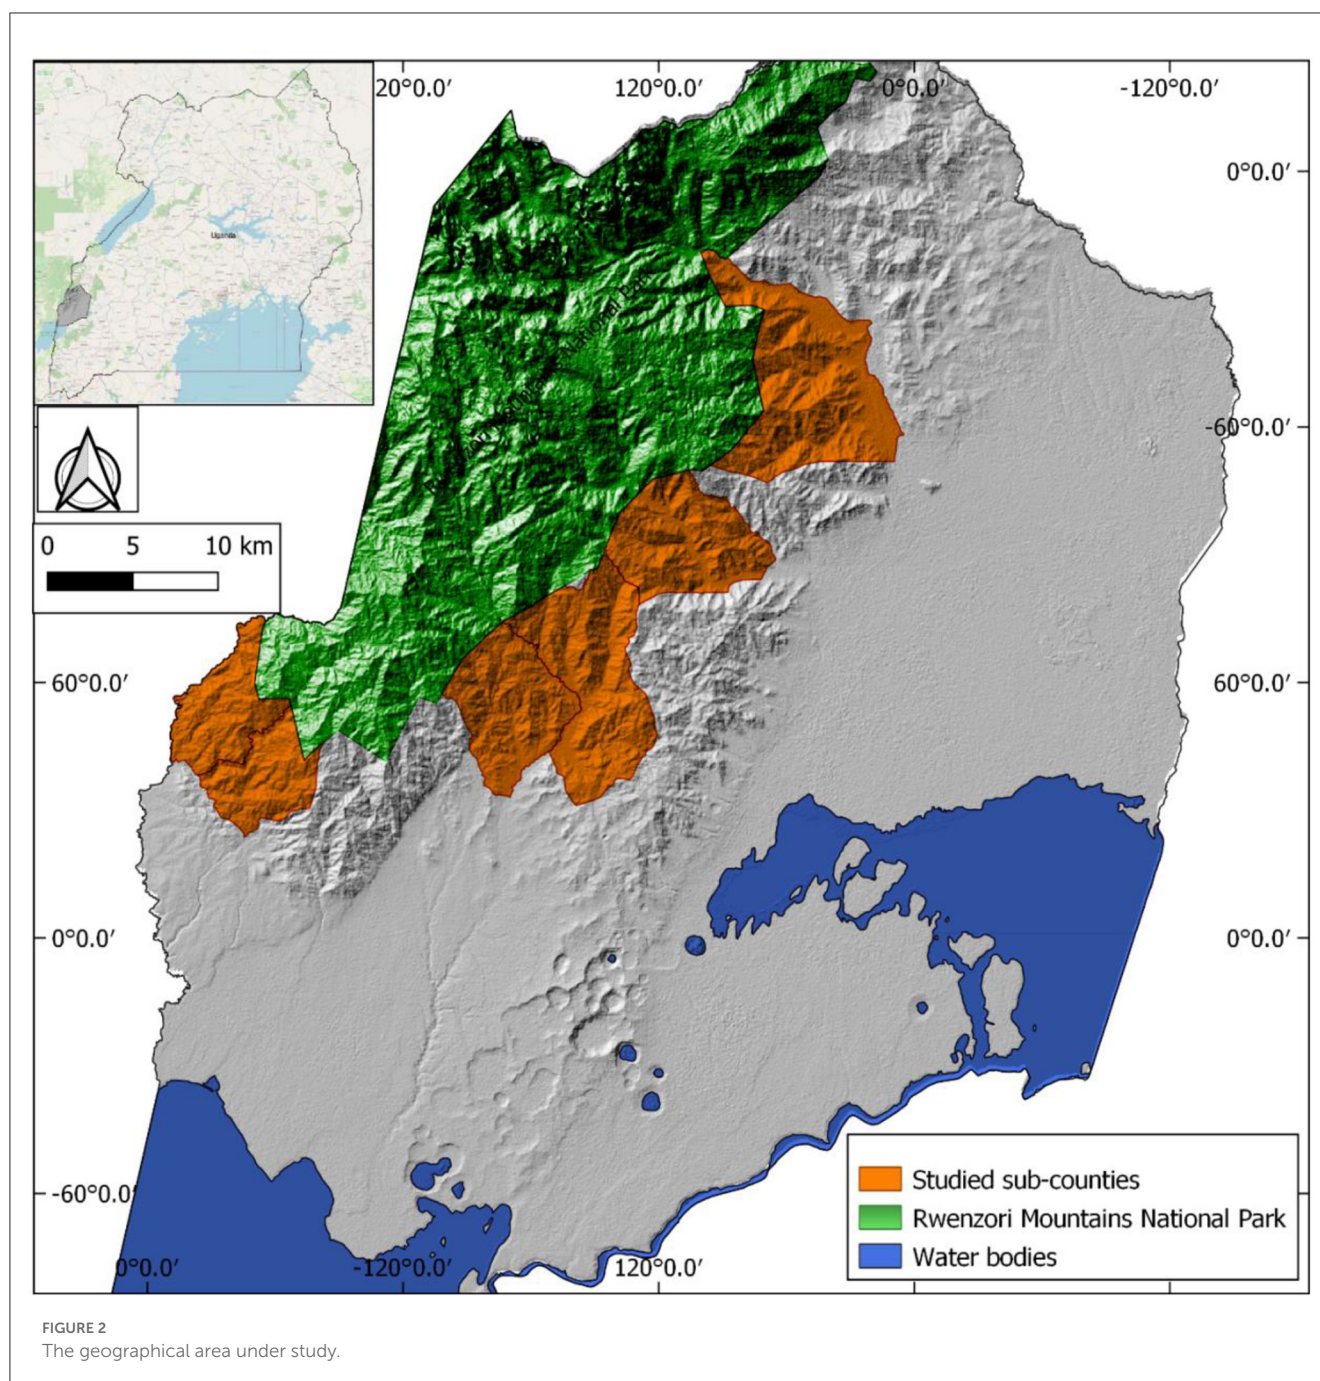 20°0.0′
120°0.0′
0°0.0′
-120°0.0′
0°0.0′
Uganda
National
-60°0.0′
0 5 10 km
60°0.0′
60°0.0′
0°0.0′
0°0.0′
-60°0.0′
0°0.0′
-120°0.0′
120°0.0′
Studied sub-counties
Rwenzori Mountains National Park
Water bodies
FIGURE 2
The geographical area under study.